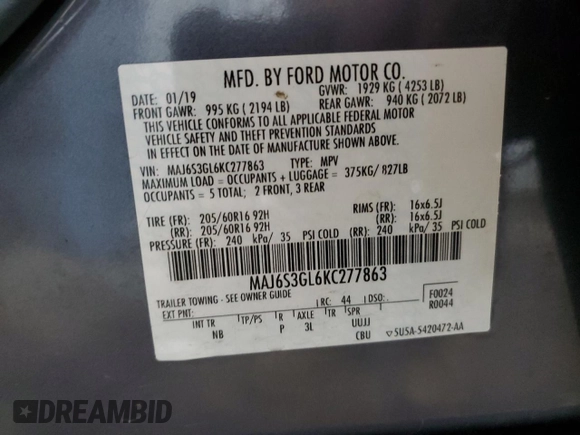 MFD. BY FORD MOTOR CO.
DATE: 01/19 GVWR: 1929 KG ( 4253 LB)
FRONT GAWR: 995 KG ( 2194 LB) REAR GAWR: 940 KG ( 2072 LB)
THIS VEHICLE CONFORMS TO ALL APPLICABLE FEDERAL MOTOR
VEHICLE SAFETY AND THEFT PREVENTION STANDARDS
IN EFFECT ON THE DATE OF MANUFACTURE SHOWN ABOVE.
VIN: MAJ6S3GL6KC277863 TYPE: MPV
MAXIMUM LOAD = OCCUPANTS + LUGGAGE = 375KG/ 827LB
OCCUPANTS = 5 TOTAL; 2 FRONT, 3 REAR
TIRE (FR): 205/60R16 92H RIMS (FR): 16x6.5J
(RR): 205/60R16 92H (RR): 16x6.5J
PRESSURE (FR): 240 kPa/ 35 PSI COLD (RR): 240 kPa/ 35 PSI COLD
MAJ6S3GL6KC277863
TRAILER TOWING - SEE OWNER GUIDE
EXT PNT: RC: 44 DSO: F0024
INT TR TP/PS R AXLE TR SPR R0044
NB P 3L UUJJ
CBU 5U5A-5420472-AA
DREAMBID